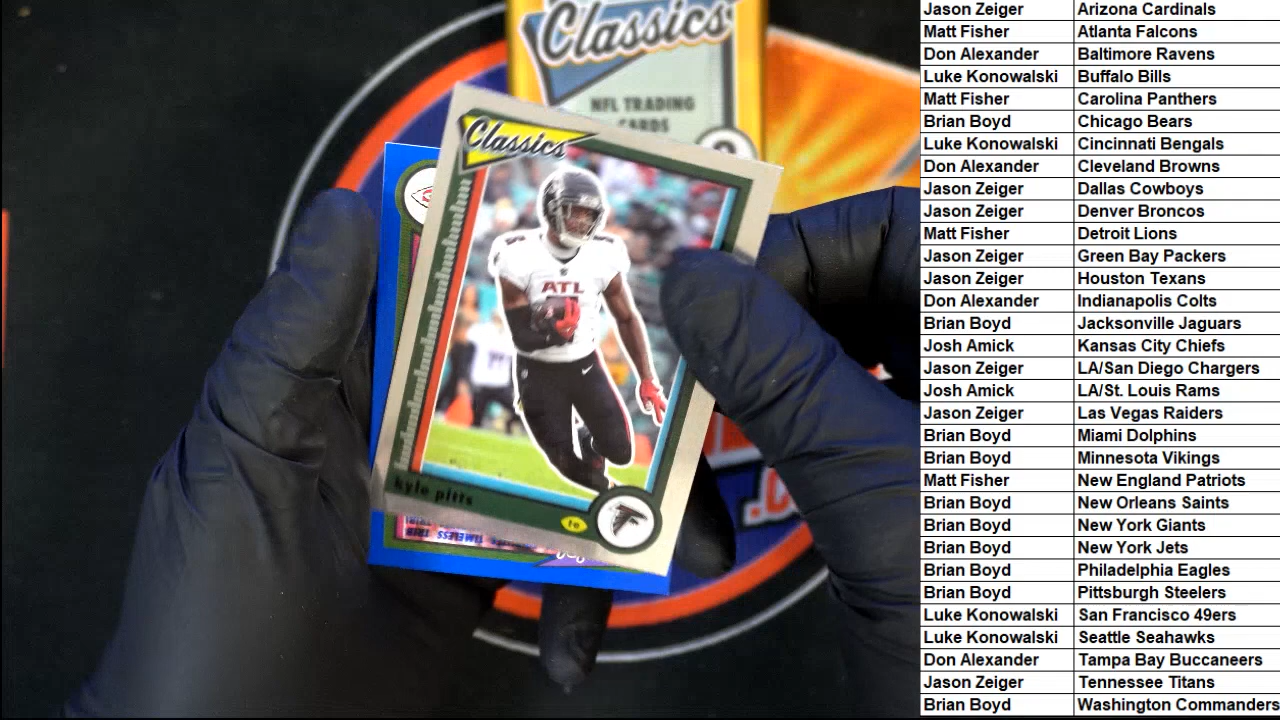 Classics
NFL TRADING
CARDS
Classics
ATL
kyle pitts
te
TIMELESS
.C
Jason Zeiger Arizona Cardinals
Matt Fisher Atlanta Falcons
Don Alexander Baltimore Ravens
Luke Konowalski Buffalo Bills
Matt Fisher Carolina Panthers
Brian Boyd Chicago Bears
Luke Konowalski Cincinnati Bengals
Don Alexander Cleveland Browns
Jason Zeiger Dallas Cowboys
Jason Zeiger Denver Broncos
Matt Fisher Detroit Lions
Jason Zeiger Green Bay Packers
Jason Zeiger Houston Texans
Don Alexander Indianapolis Colts
Brian Boyd Jacksonville Jaguars
Josh Amick Kansas City Chiefs
Jason Zeiger LA/San Diego Chargers
Josh Amick LA/St. Louis Rams
Jason Zeiger Las Vegas Raiders
Brian Boyd Miami Dolphins
Brian Boyd Minnesota Vikings
Matt Fisher New England Patriots
Brian Boyd New Orleans Saints
Brian Boyd New York Giants
Brian Boyd New York Jets
Brian Boyd Philadelphia Eagles
Brian Boyd Pittsburgh Steelers
Luke Konowalski San Francisco 49ers
Luke Konowalski Seattle Seahawks
Don Alexander Tampa Bay Buccaneers
Jason Zeiger Tennessee Titans
Brian Boyd Washington Commanders